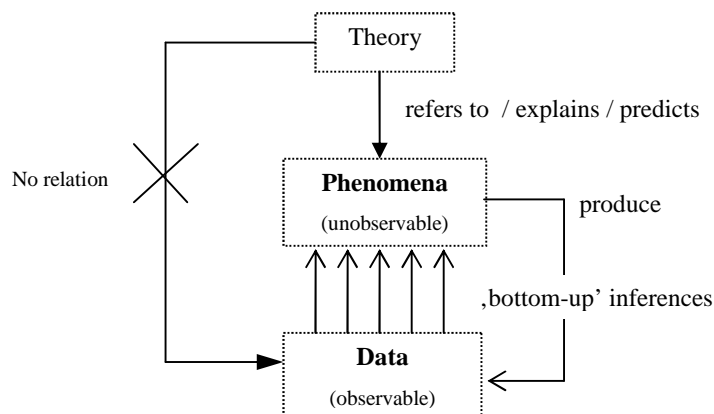 Theory
refers to / explains / predicts
No relation
Phenomena
(unobservable)
produce
‚bottom-up’ inferences
Data
(observable)